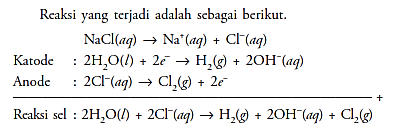 Reaksi yang terjadi adalah sebagai berikut.
NaCl(aq) → Na⁺(aq) + Cl⁻(aq)
Katode : 2H₂O(l) + 2e⁻ → H₂(g) + 2OH⁻(aq)
Anode : 2Cl⁻(aq) → Cl₂(g) + 2e⁻
+
Reaksi sel : 2H₂O(l) + 2Cl⁻(aq) → H₂(g) + 2OH⁻(aq) + Cl₂(g)